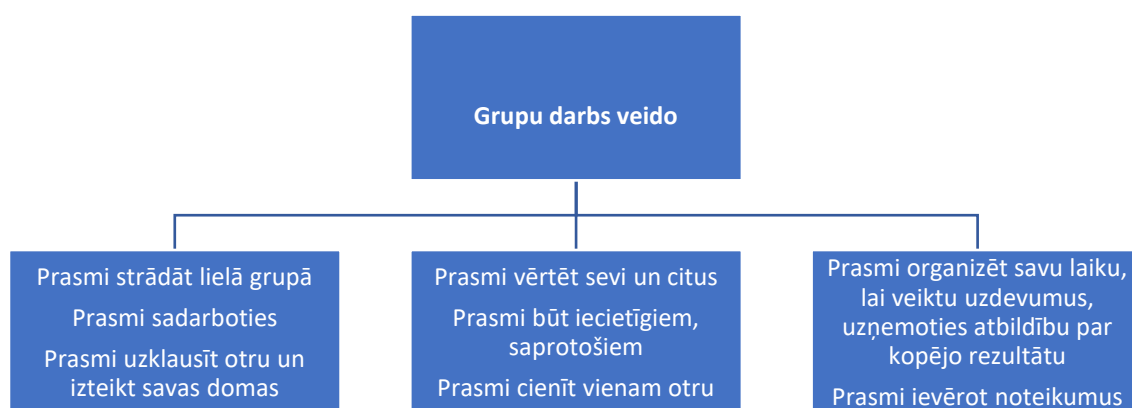 Grupu darbs veido
Prasmi strādāt lielā grupā
Prasmi sadarboties
Prasmi uzklausīt otru un
izteikt savas domas
Prasmi vērtēt sevi un citus
Prasmi būt iecietīgiem,
saprotošiem
Prasmi cienīt vienam otru
Prasmi organizēt savu laiku,
lai veiktu uzdevumus,
uzņemoties atbildību par
kopējo rezultātu
Prasmi ievērot noteikumus